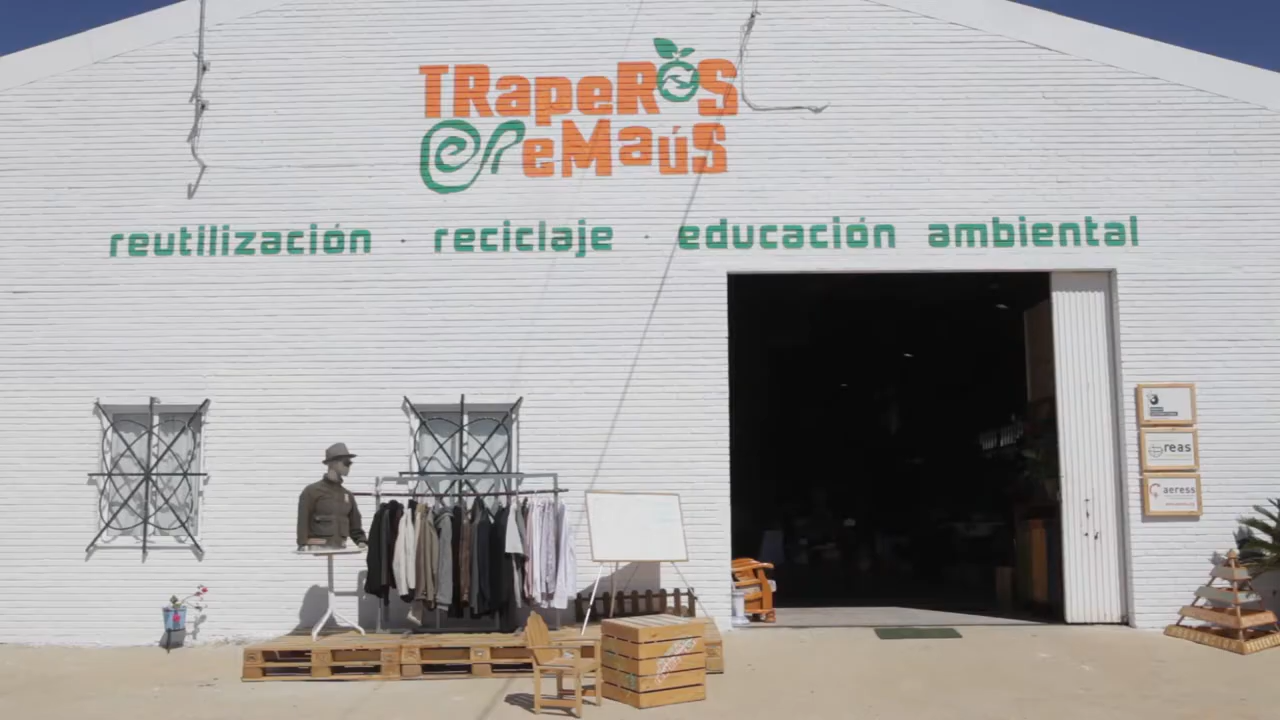 TRapeROS
eMaúS
reutilización · reciclaje · educación ambiental
reas
aeress